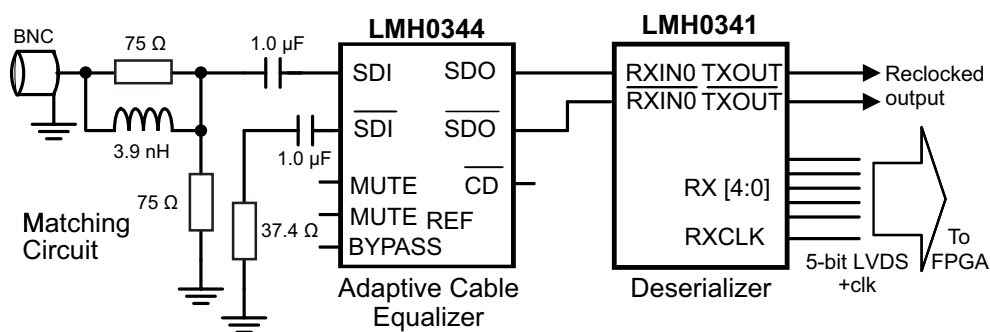 LMH0344
LMH0341
BNC
75 Ω
1.0 µF
3.9 nH
75 Ω
1.0 µF
37.4 Ω
Matching
Circuit
SDI
SDO
SDI
SDO
MUTE
CD
MUTE REF
BYPASS
Adaptive Cable
Equalizer
RXIN0 TXOUT
RXIN0 TXOUT
RX [4:0]
RXCLK
Deserializer
Reclocked
output
5-bit LVDS
+clk
To
FPGA